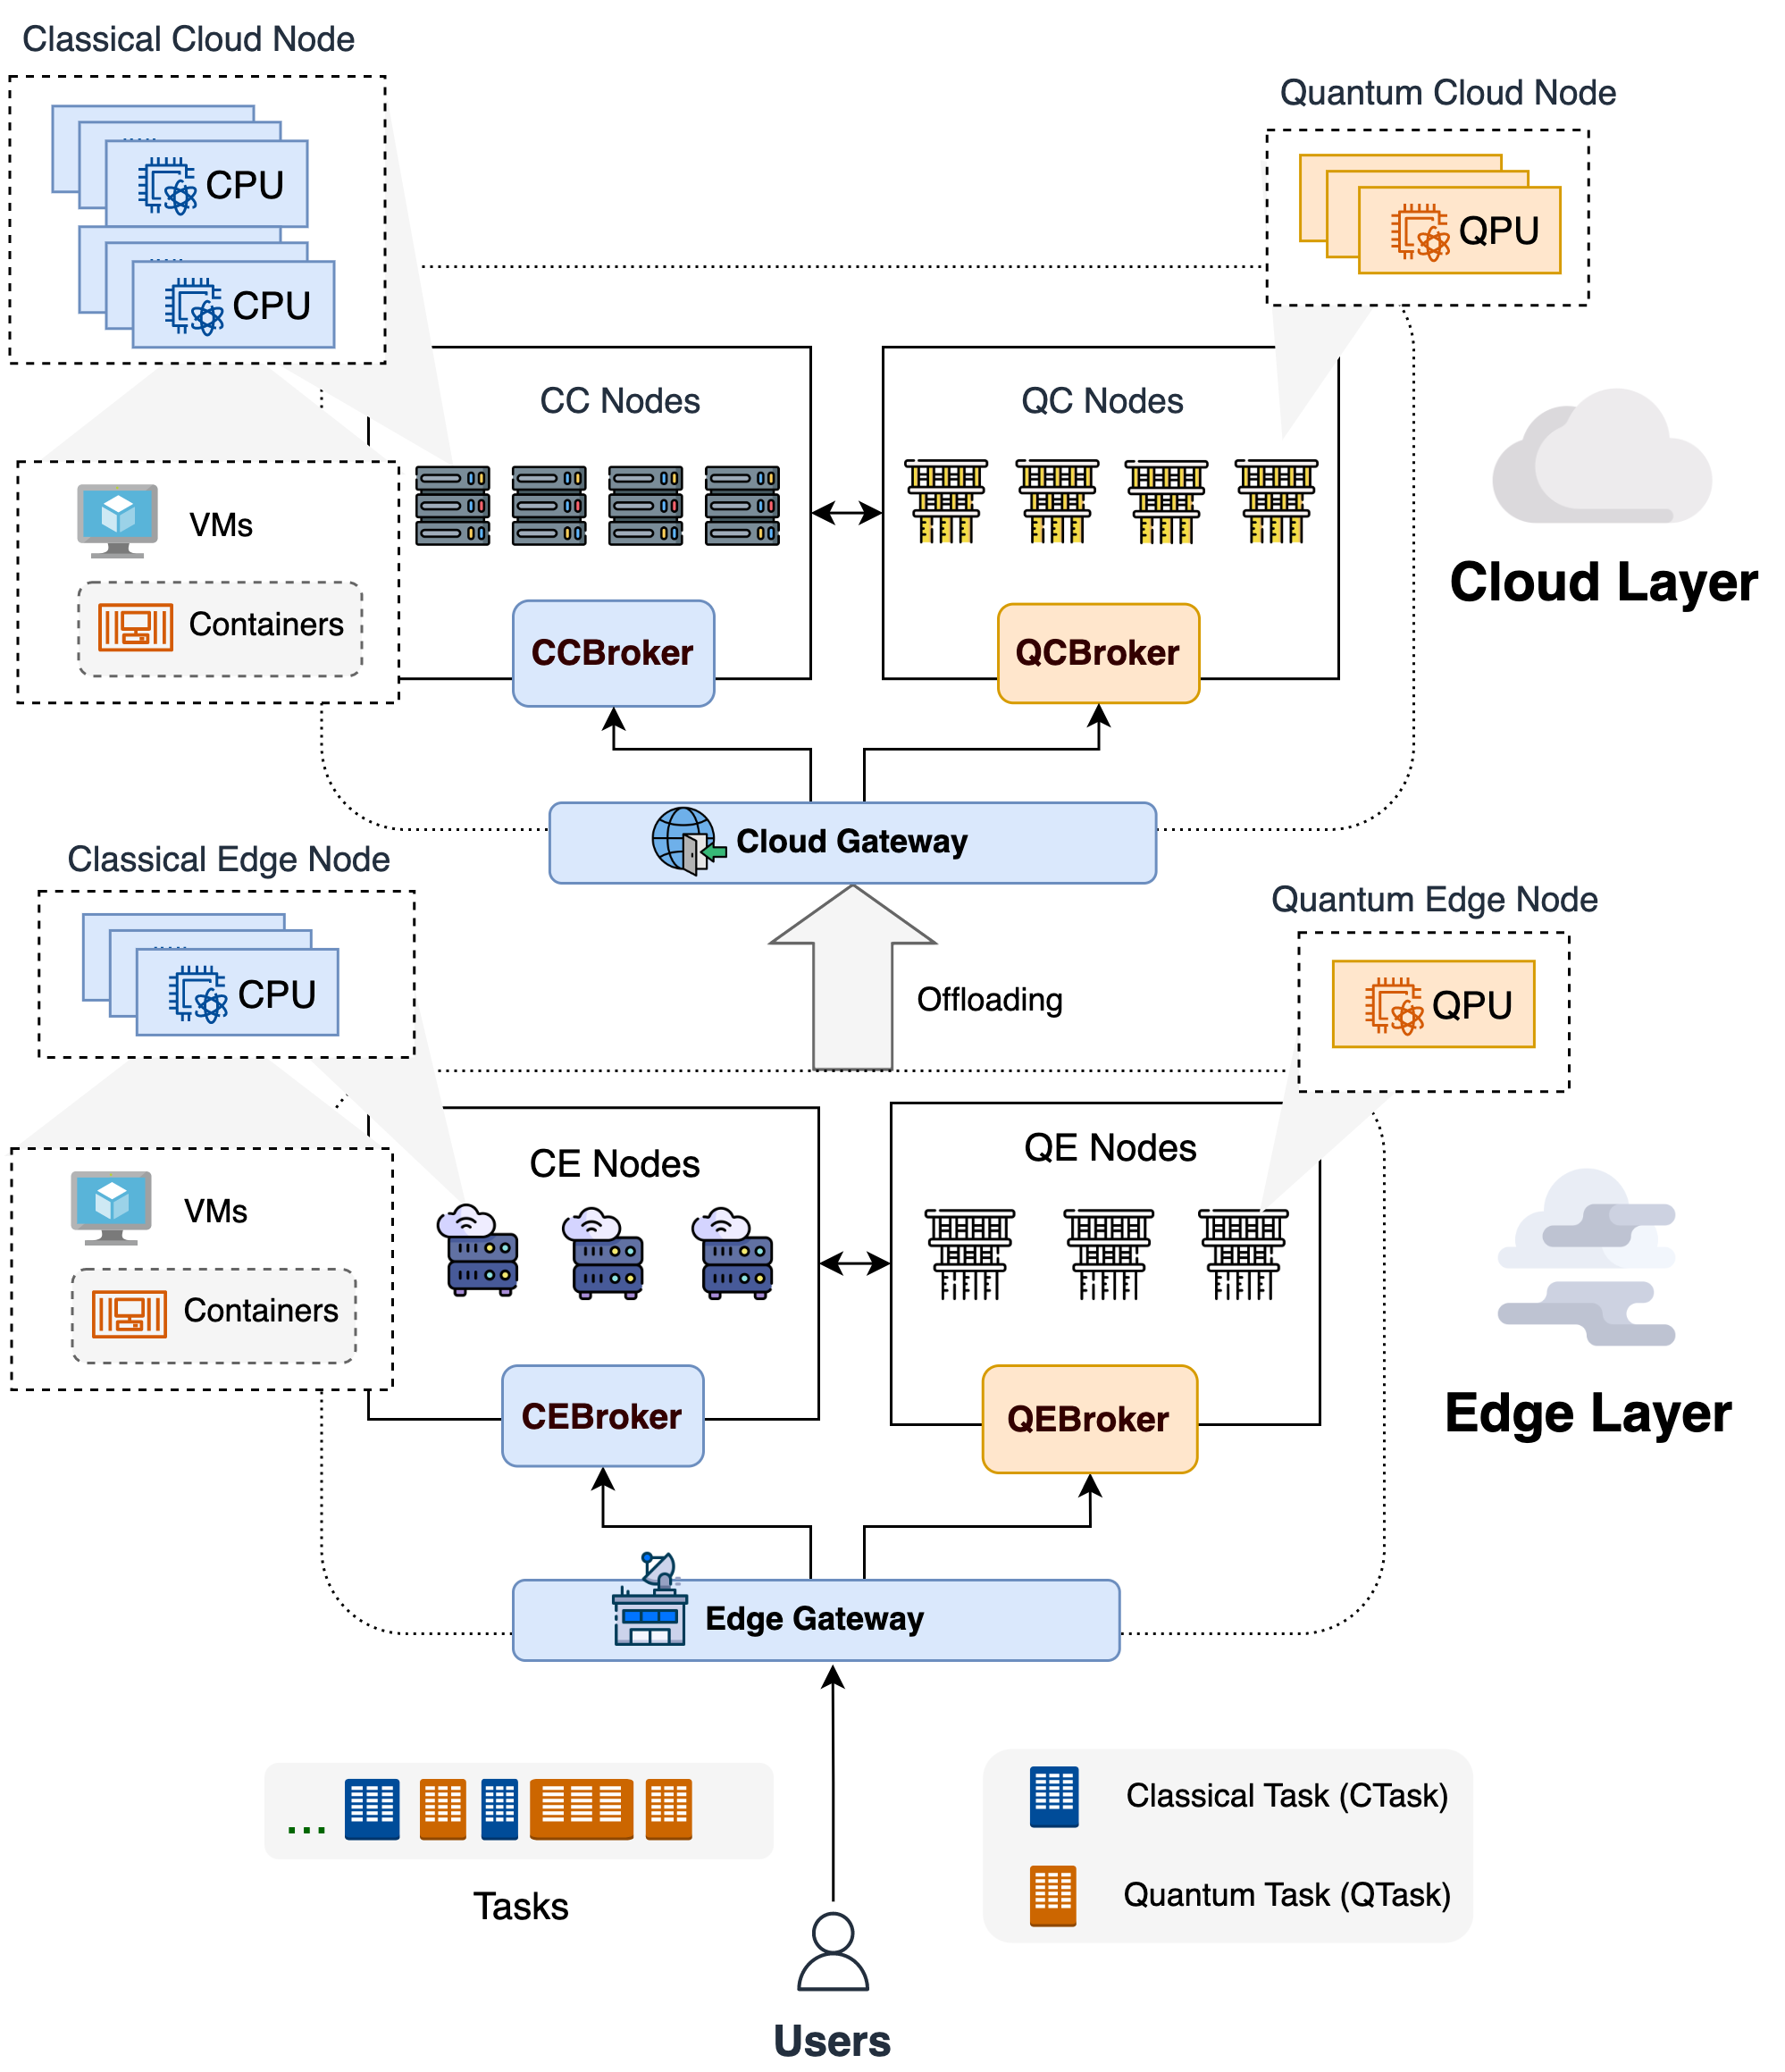 Classical Cloud Node
CPU
CPU
Quantum Cloud Node
QPU
CC Nodes
QC Nodes
VMs
Containers
CCBroker
QCBroker
Cloud Layer
Cloud Gateway
Classical Edge Node
CPU
Offloading
Quantum Edge Node
QPU
CE Nodes
QE Nodes
VMs
Containers
CEBroker
QEBroker
Edge Layer
Edge Gateway
...
Tasks
Classical Task (CTask)
Quantum Task (QTask)
Users